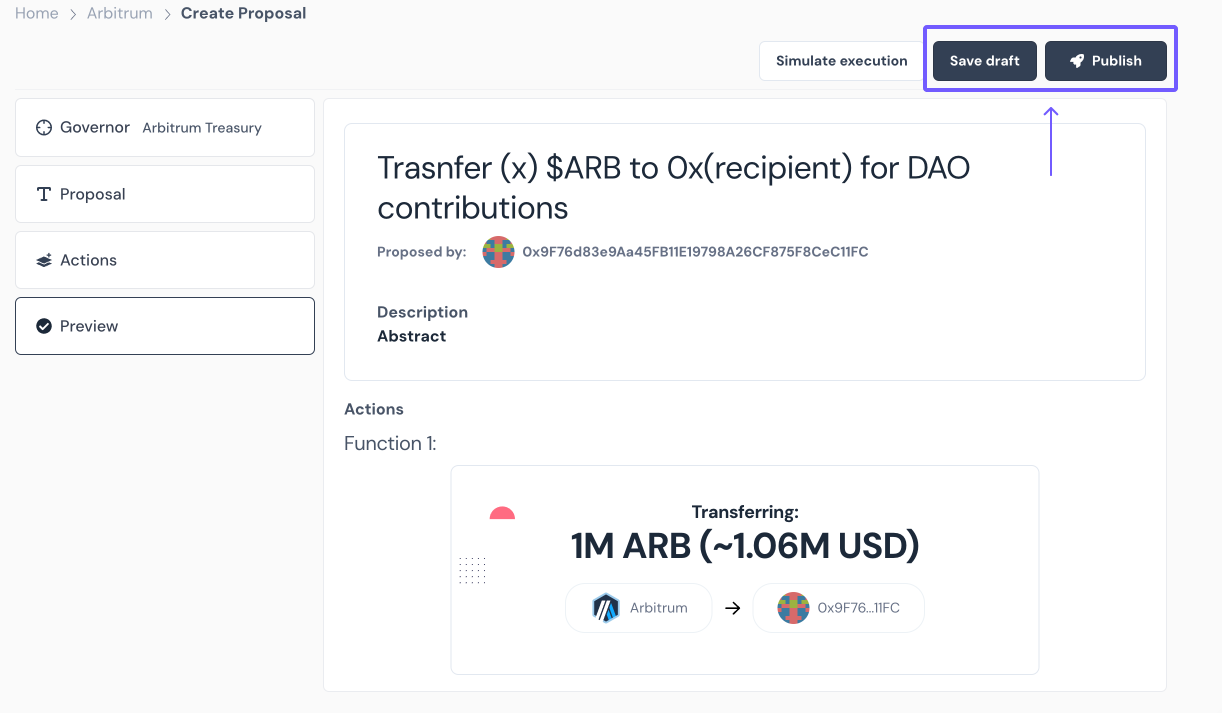 Home > Arbitrum > Create Proposal
Simulate execution
Save draft
Publish
Governor Arbitrum Treasury
Proposal
Actions
Preview
Trasnfer (x) $ARB to 0x(recipient) for DAO
contributions
Proposed by: 0x9F76d83e9Aa45FB11E19798A26CF875F8CeC11FC
Description
Abstract
Actions
Function 1:
Transferring:
1M ARB (~1.06M USD)
Arbitrum → 0x9F76...11FC